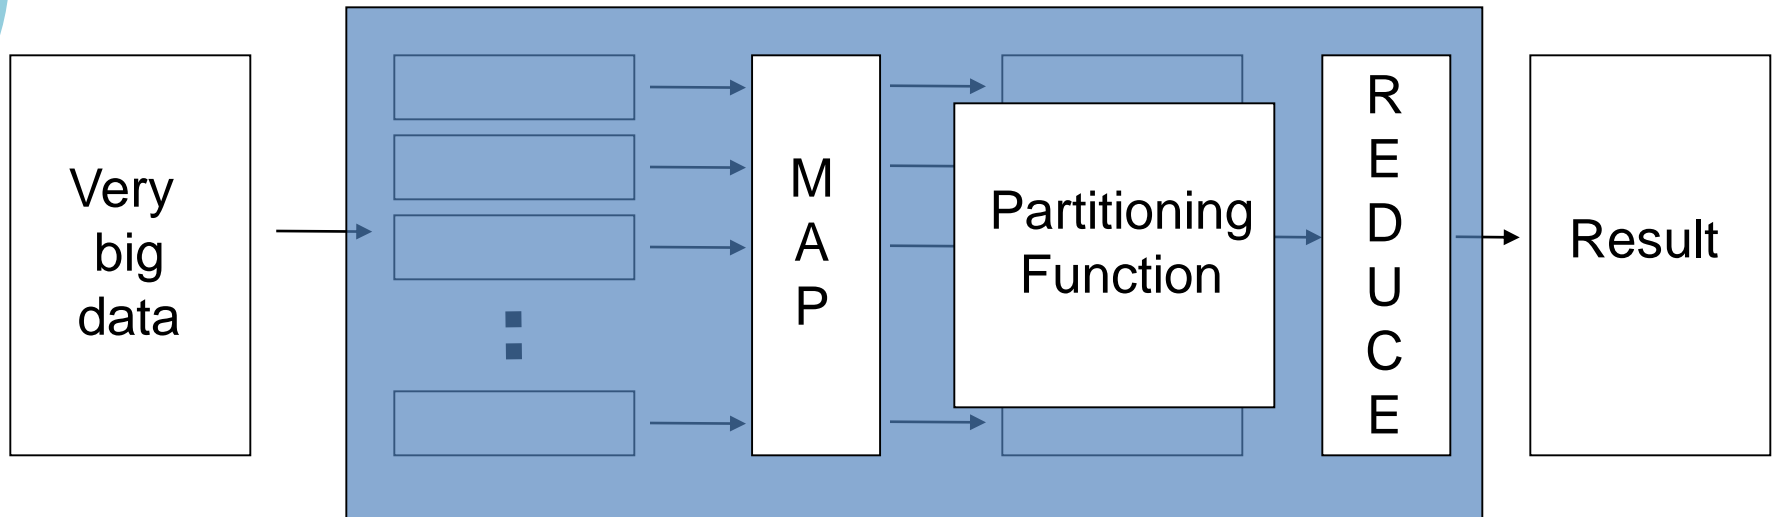 Very
big
data
M
A
P
Partitioning
Function
R
E
D
U
C
E
Result